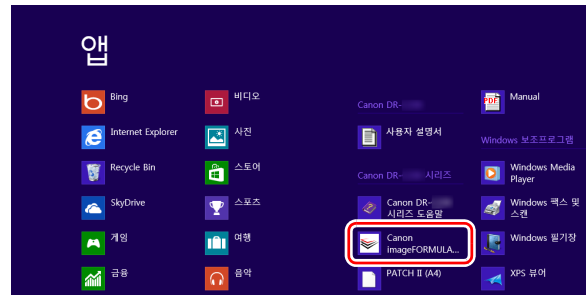 앱
Bing
Internet Explorer
Recycle Bin
SkyDrive
게임
금융
비디오
사진
스토어
스포츠
여행
음악
Canon DR-
사용자 설명서
Canon DR- 시리즈
Canon DR-
시리즈 도움말
Canon
imageFORMULA...
PATCH II (A4)
PDF
Manual
Windows 보조프로그램
Windows Media
Player
Windows 팩스 및
스캔
Windows 필기장
XPS 뷰어